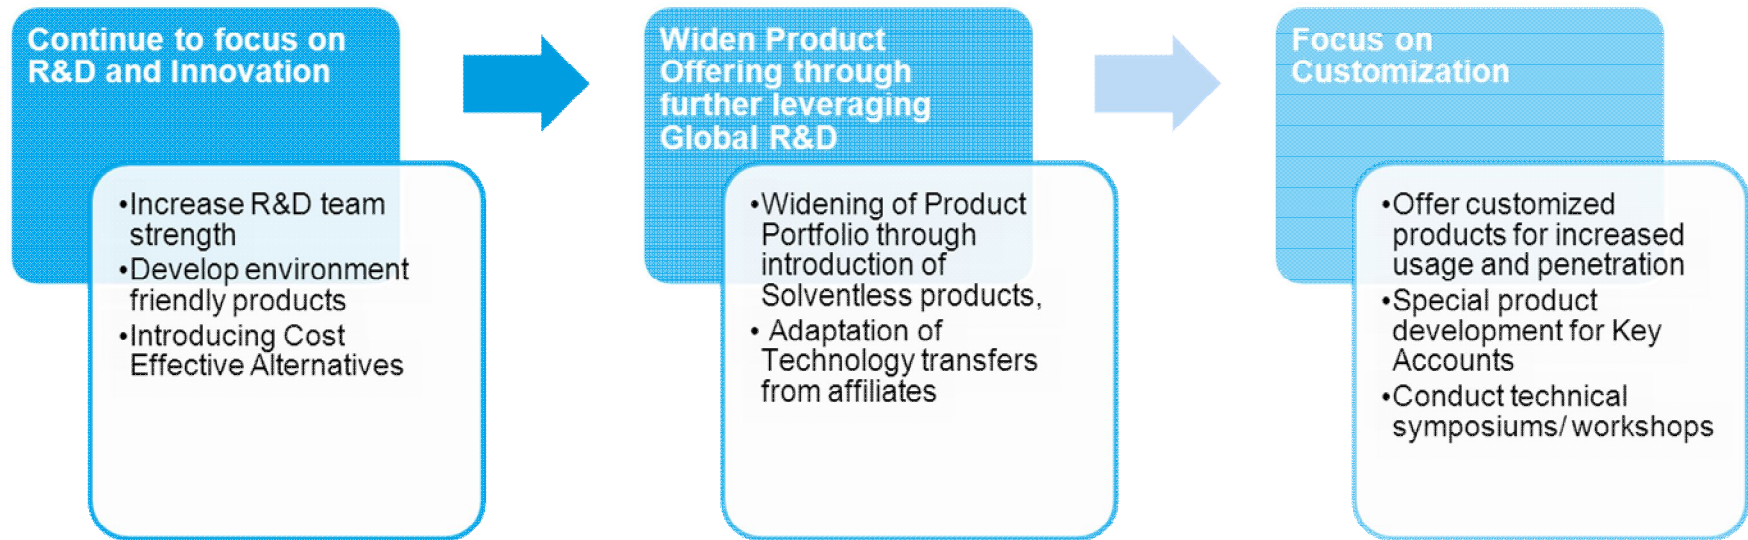 Continue to focus on
R&D and Innovation
•Increase R&D team
strength
•Develop environment
friendly products
•Introducing Cost
Effective Alternatives
Widen Product
Offering through
further leveraging
Global R&D
•Widening of Product
Portfolio through
introduction of
Solventless products,
• Adaptation of
Technology transfers
from affiliates
Focus on
Customization
•Offer customized
products for increased
usage and penetration
•Special product
development for Key
Accounts
•Conduct technical
symposiums/ workshops